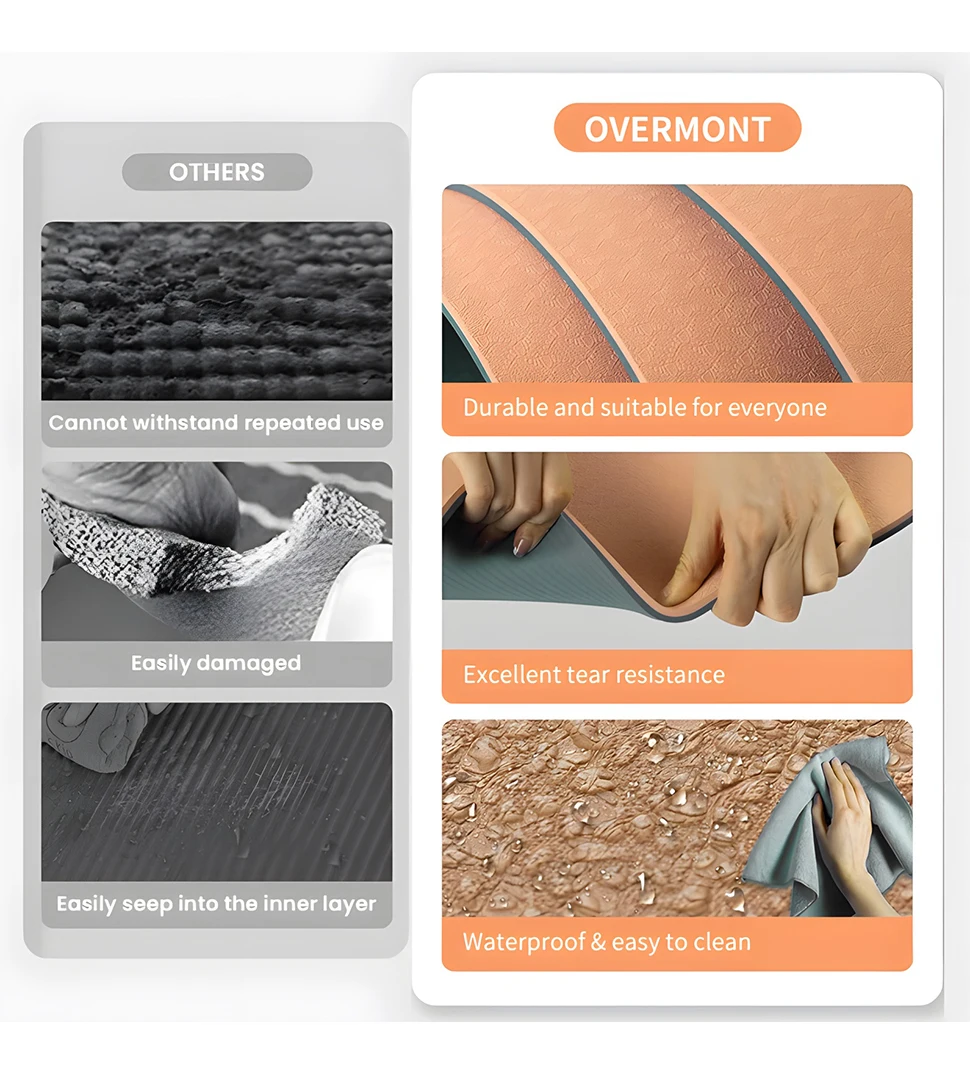 OTHERS
Cannot withstand repeated use
Easily damaged
Easily seep into the inner layer
OVERMONT
Durable and suitable for everyone
Excellent tear resistance
Waterproof & easy to clean